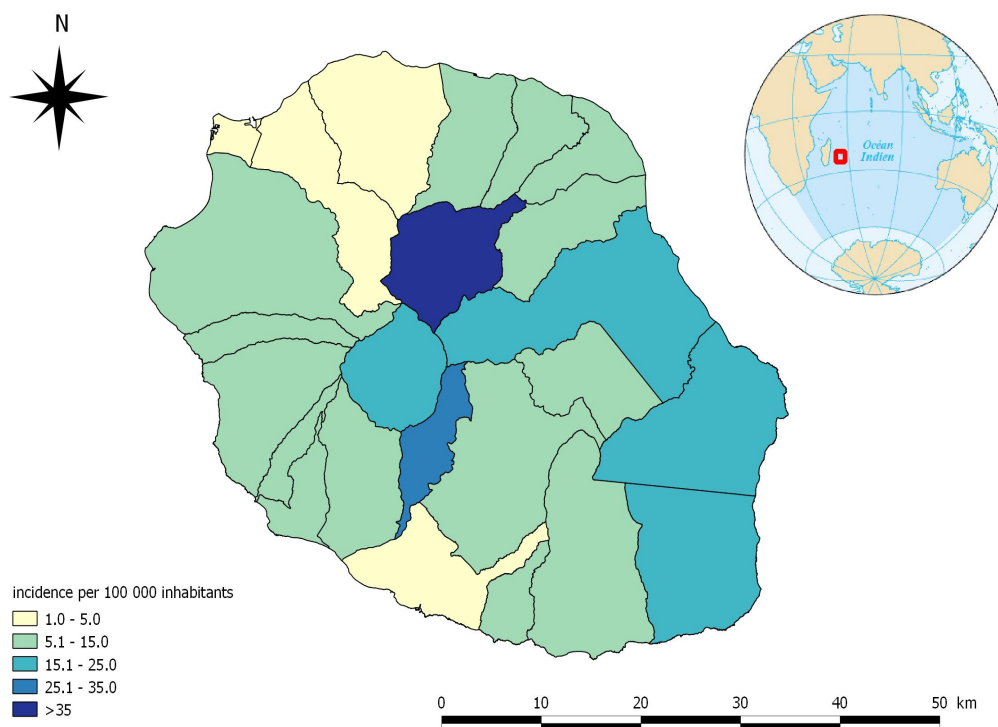 N
Océan
Indien
incidence per 100 000 inhabitants
1.0 - 5.0
5.1 - 15.0
15.1 - 25.0
25.1 - 35.0
>35
0 10 20 30 40 50 km